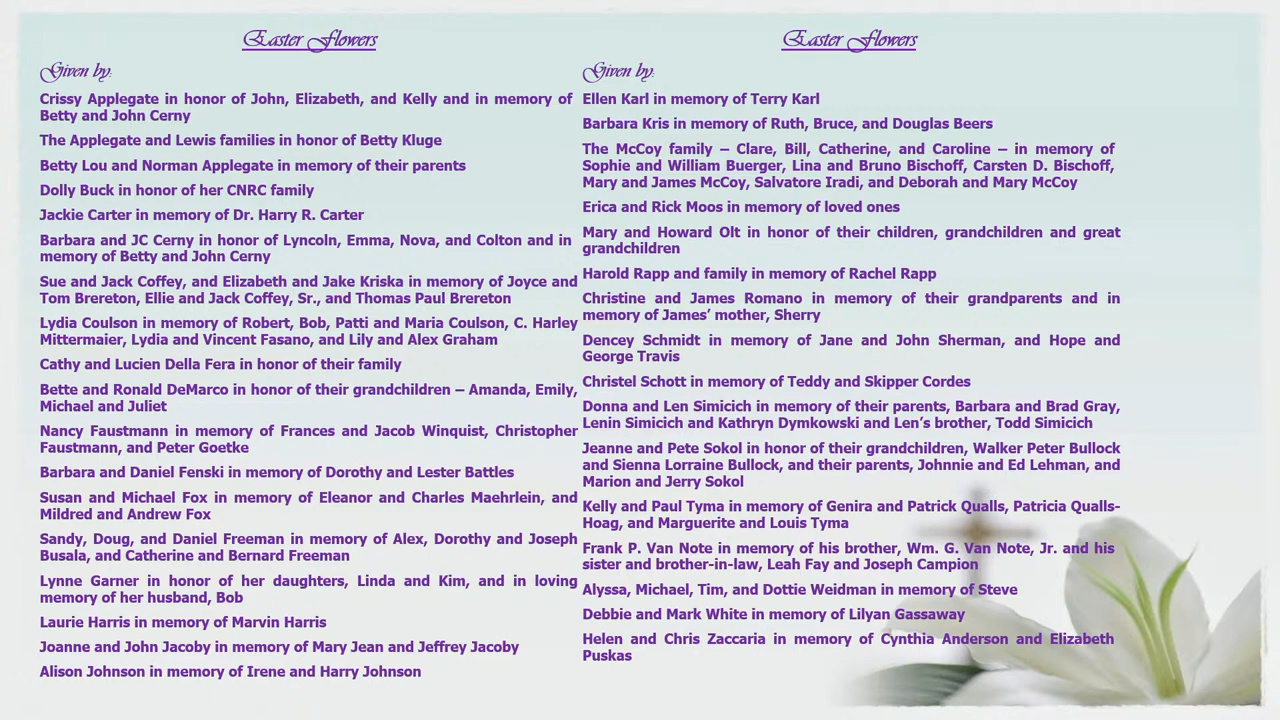 Easter Flowers
Given by:
Crissy Applegate in honor of John, Elizabeth, and Kelly and in memory of
Betty and John Cerny
The Applegate and Lewis families in honor of Betty Kluge
Betty Lou and Norman Applegate in memory of their parents
Dolly Buck in honor of her CNRC family
Jackie Carter in memory of Dr. Harry R. Carter
Barbara and JC Cerny in honor of Lyncoln, Emma, Nova, and Colton and in
memory of Betty and John Cerny
Sue and Jack Coffey, and Elizabeth and Jake Kriska in memory of Joyce and
Tom Brereton, Ellie and Jack Coffey, Sr., and Thomas Paul Brereton
Lydia Coulson in memory of Robert, Bob, Patti and Maria Coulson, C. Harley
Mittermaier, Lydia and Vincent Fasano, and Lily and Alex Graham
Cathy and Lucien Della Fera in honor of their family
Bette and Ronald DeMarco in honor of their grandchildren – Amanda, Emily,
Michael and Juliet
Nancy Faustmann in memory of Frances and Jacob Winquist, Christopher
Faustmann, and Peter Goetke
Barbara and Daniel Fenski in memory of Dorothy and Lester Battles
Susan and Michael Fox in memory of Eleanor and Charles Maehrlein, and
Mildred and Andrew Fox
Sandy, Doug, and Daniel Freeman in memory of Alex, Dorothy and Joseph
Busala, and Catherine and Bernard Freeman
Lynne Garner in honor of her daughters, Linda and Kim, and in loving
memory of her husband, Bob
Laurie Harris in memory of Marvin Harris
Joanne and John Jacoby in memory of Mary Jean and Jeffrey Jacoby
Alison Johnson in memory of Irene and Harry Johnson
Easter Flowers
Given by:
Ellen Karl in memory of Terry Karl
Barbara Kris in memory of Ruth, Bruce, and Douglas Beers
The McCoy family – Clare, Bill, Catherine, and Caroline – in memory of
Sophie and William Buerger, Lina and Bruno Bischoff, Carsten D. Bischoff,
Mary and James McCoy, Salvatore Iradi, and Deborah and Mary McCoy
Erica and Rick Moos in memory of loved ones
Mary and Howard Olt in honor of their children, grandchildren and great
grandchildren
Harold Rapp and family in memory of Rachel Rapp
Christine and James Romano in memory of their grandparents and in
memory of James’ mother, Sherry
Dencey Schmidt in memory of Jane and John Sherman, and Hope and
George Travis
Christel Schott in memory of Teddy and Skipper Cordes
Donna and Len Simicich in memory of their parents, Barbara and Brad Gray,
Lenin Simicich and Kathryn Dymkowski and Len’s brother, Todd Simicich
Jeanne and Pete Sokol in honor of their grandchildren, Walker Peter Bullock
and Sienna Lorraine Bullock, and their parents, Johnnie and Ed Lehman, and
Marion and Jerry Sokol
Kelly and Paul Tyma in memory of Genira and Patrick Qualls, Patricia Qualls-
Hoag, and Marguerite and Louis Tyma
Frank P. Van Note in memory of his brother, Wm. G. Van Note, Jr. and his
sister and brother-in-law, Leah Fay and Joseph Campion
Alyssa, Michael, Tim, and Dottie Weidman in memory of Steve
Debbie and Mark White in memory of Lilyan Gassaway
Helen and Chris Zaccaria in memory of Cynthia Anderson and Elizabeth
Puskas